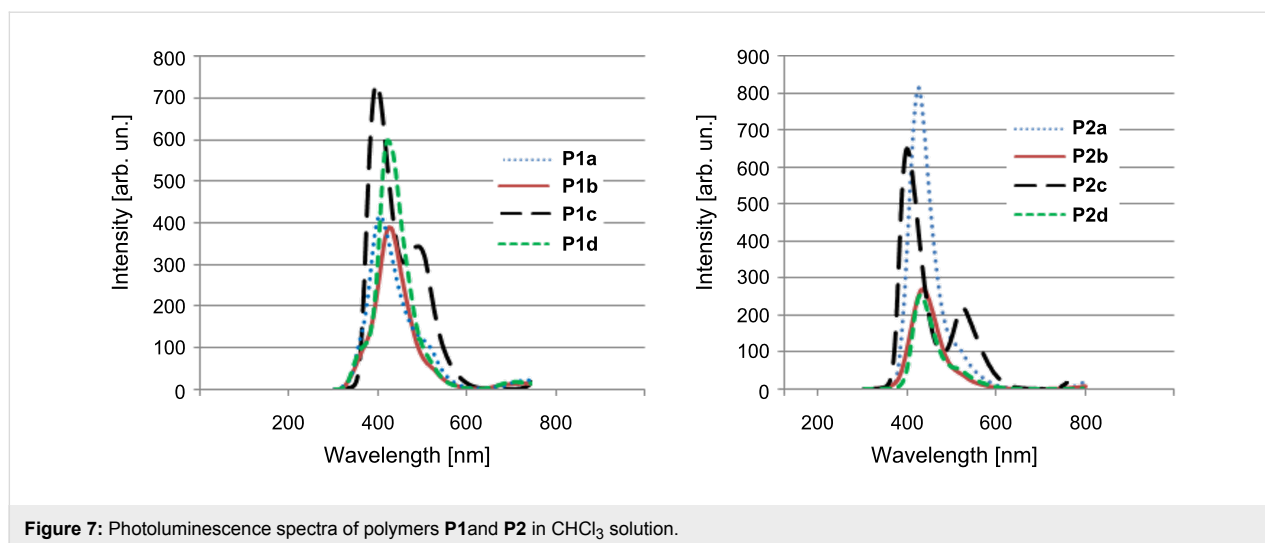 800
700
600
500
400
300
200
100
0
Intensity [arb. un.]
200 400 600 800
Wavelength [nm]
P1a
P1b
P1c
P1d
900
800
700
600
500
400
300
200
100
0
Intensity [arb. un.]
200 400 600 800
Wavelength [nm]
P2a
P2b
P2c
P2d
Figure 7: Photoluminescence spectra of polymers P1and P2 in CHCl3 solution.